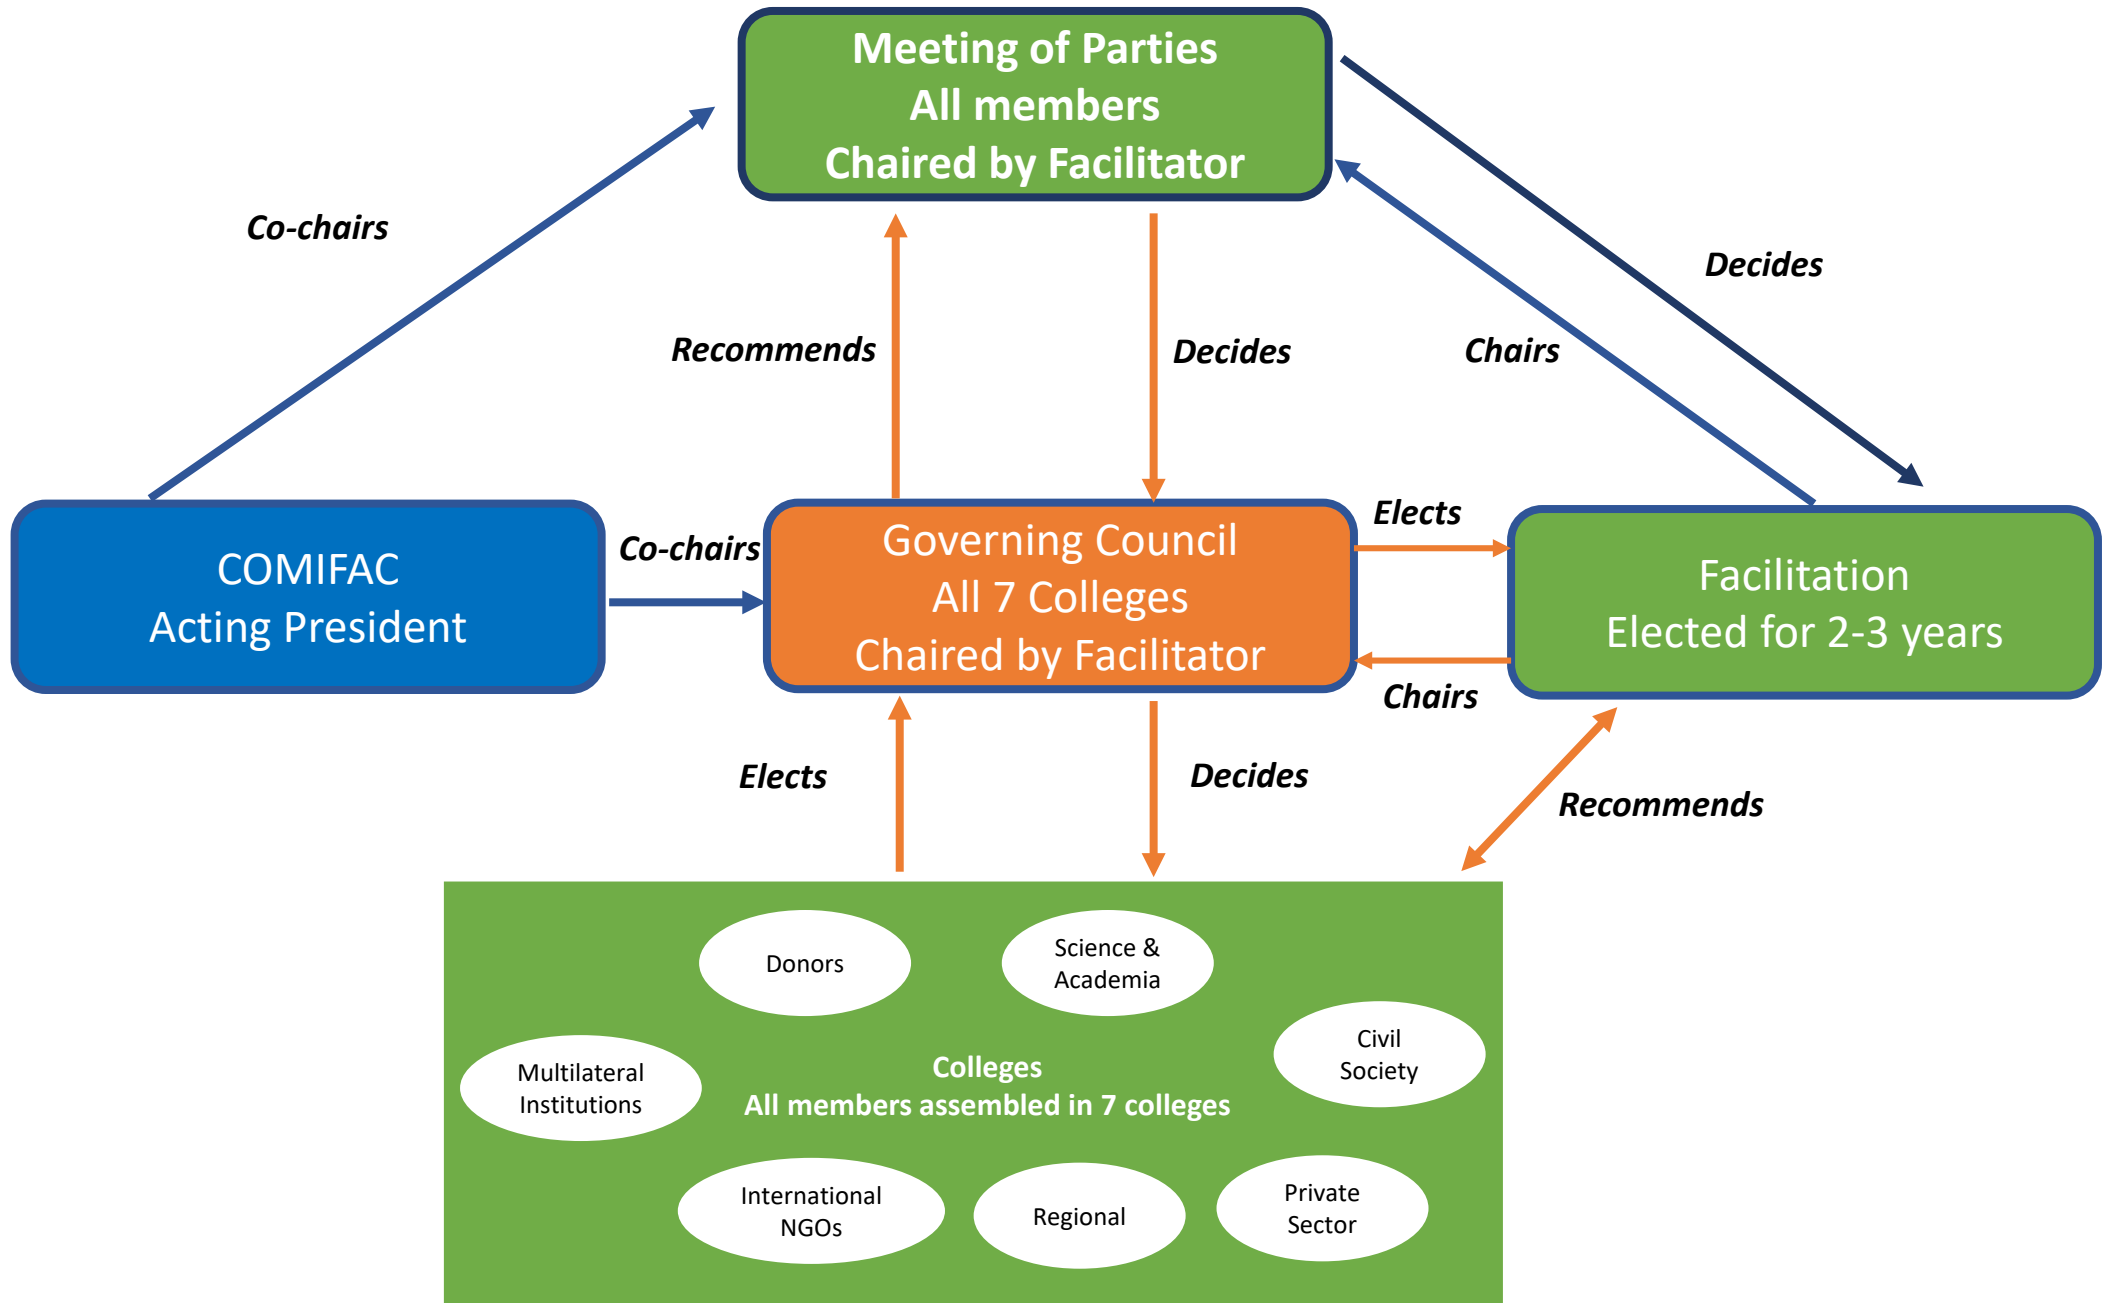 Meeting of Parties
All members
Chaired by Facilitator
Co-chairs
Decides
Recommends
Decides
Chairs
COMIFAC
Acting President
Co-chairs
Governing Council
All 7 Colleges
Chaired by Facilitator
Elects
Chairs
Facilitation
Elected for 2-3 years
Elects
Decides
Recommends
Donors
Science &
Academia
Civil
Society
Multilateral
Institutions
Colleges
All members assembled in 7 colleges
International
NGOs
Regional
Private
Sector